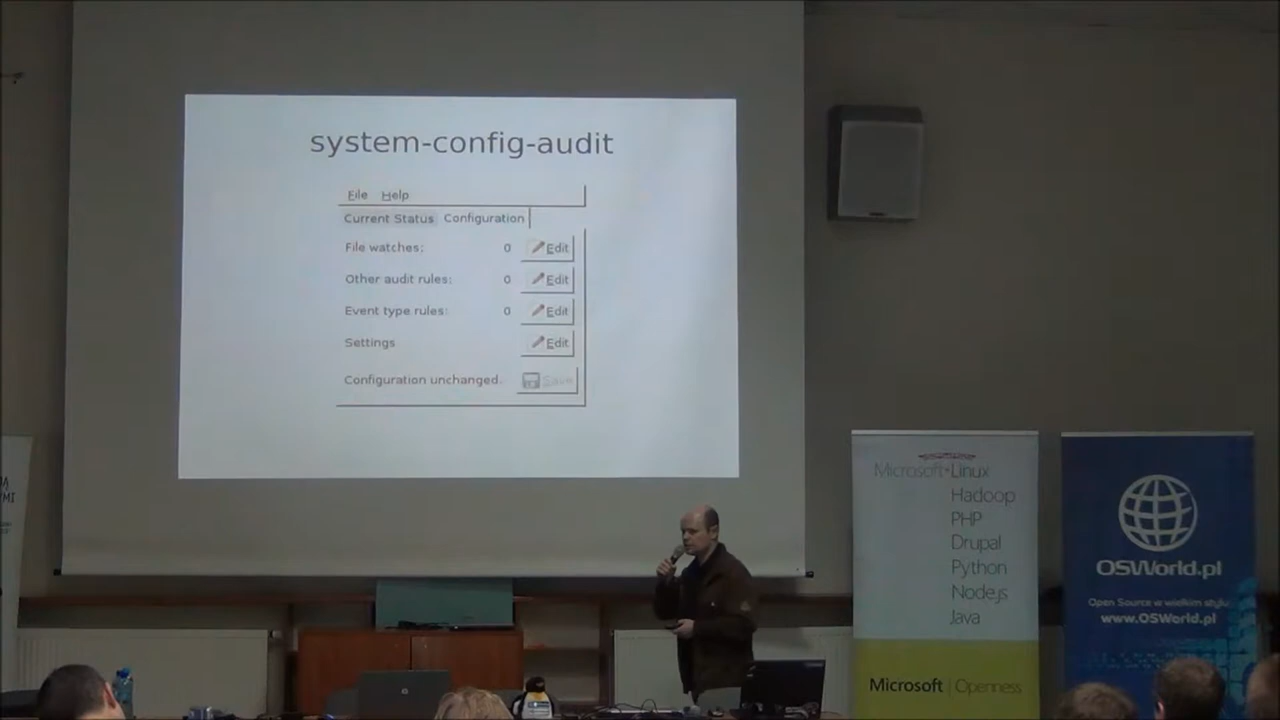 system-config-audit
File Help
Current Status Configuration
File watches: 0 Edit
Other audit rules: 0 Edit
Event type rules: 0 Edit
Settings Edit
Configuration unchanged. Save
Microsoft+Linux
Hadoop
PHP
Drupal
Python
Nodejs
Java
Microsoft | Openness
OSWorld.pl
Open Source w wielkim stylu
www.OSWorld.pl